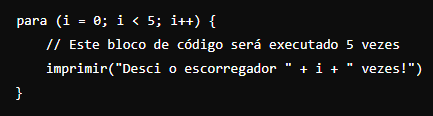 para (i = 0; i < 5; i++) {
// Este bloco de código será executado 5 vezes
imprimir("Desci o escorregador " + i + " vezes!")
}